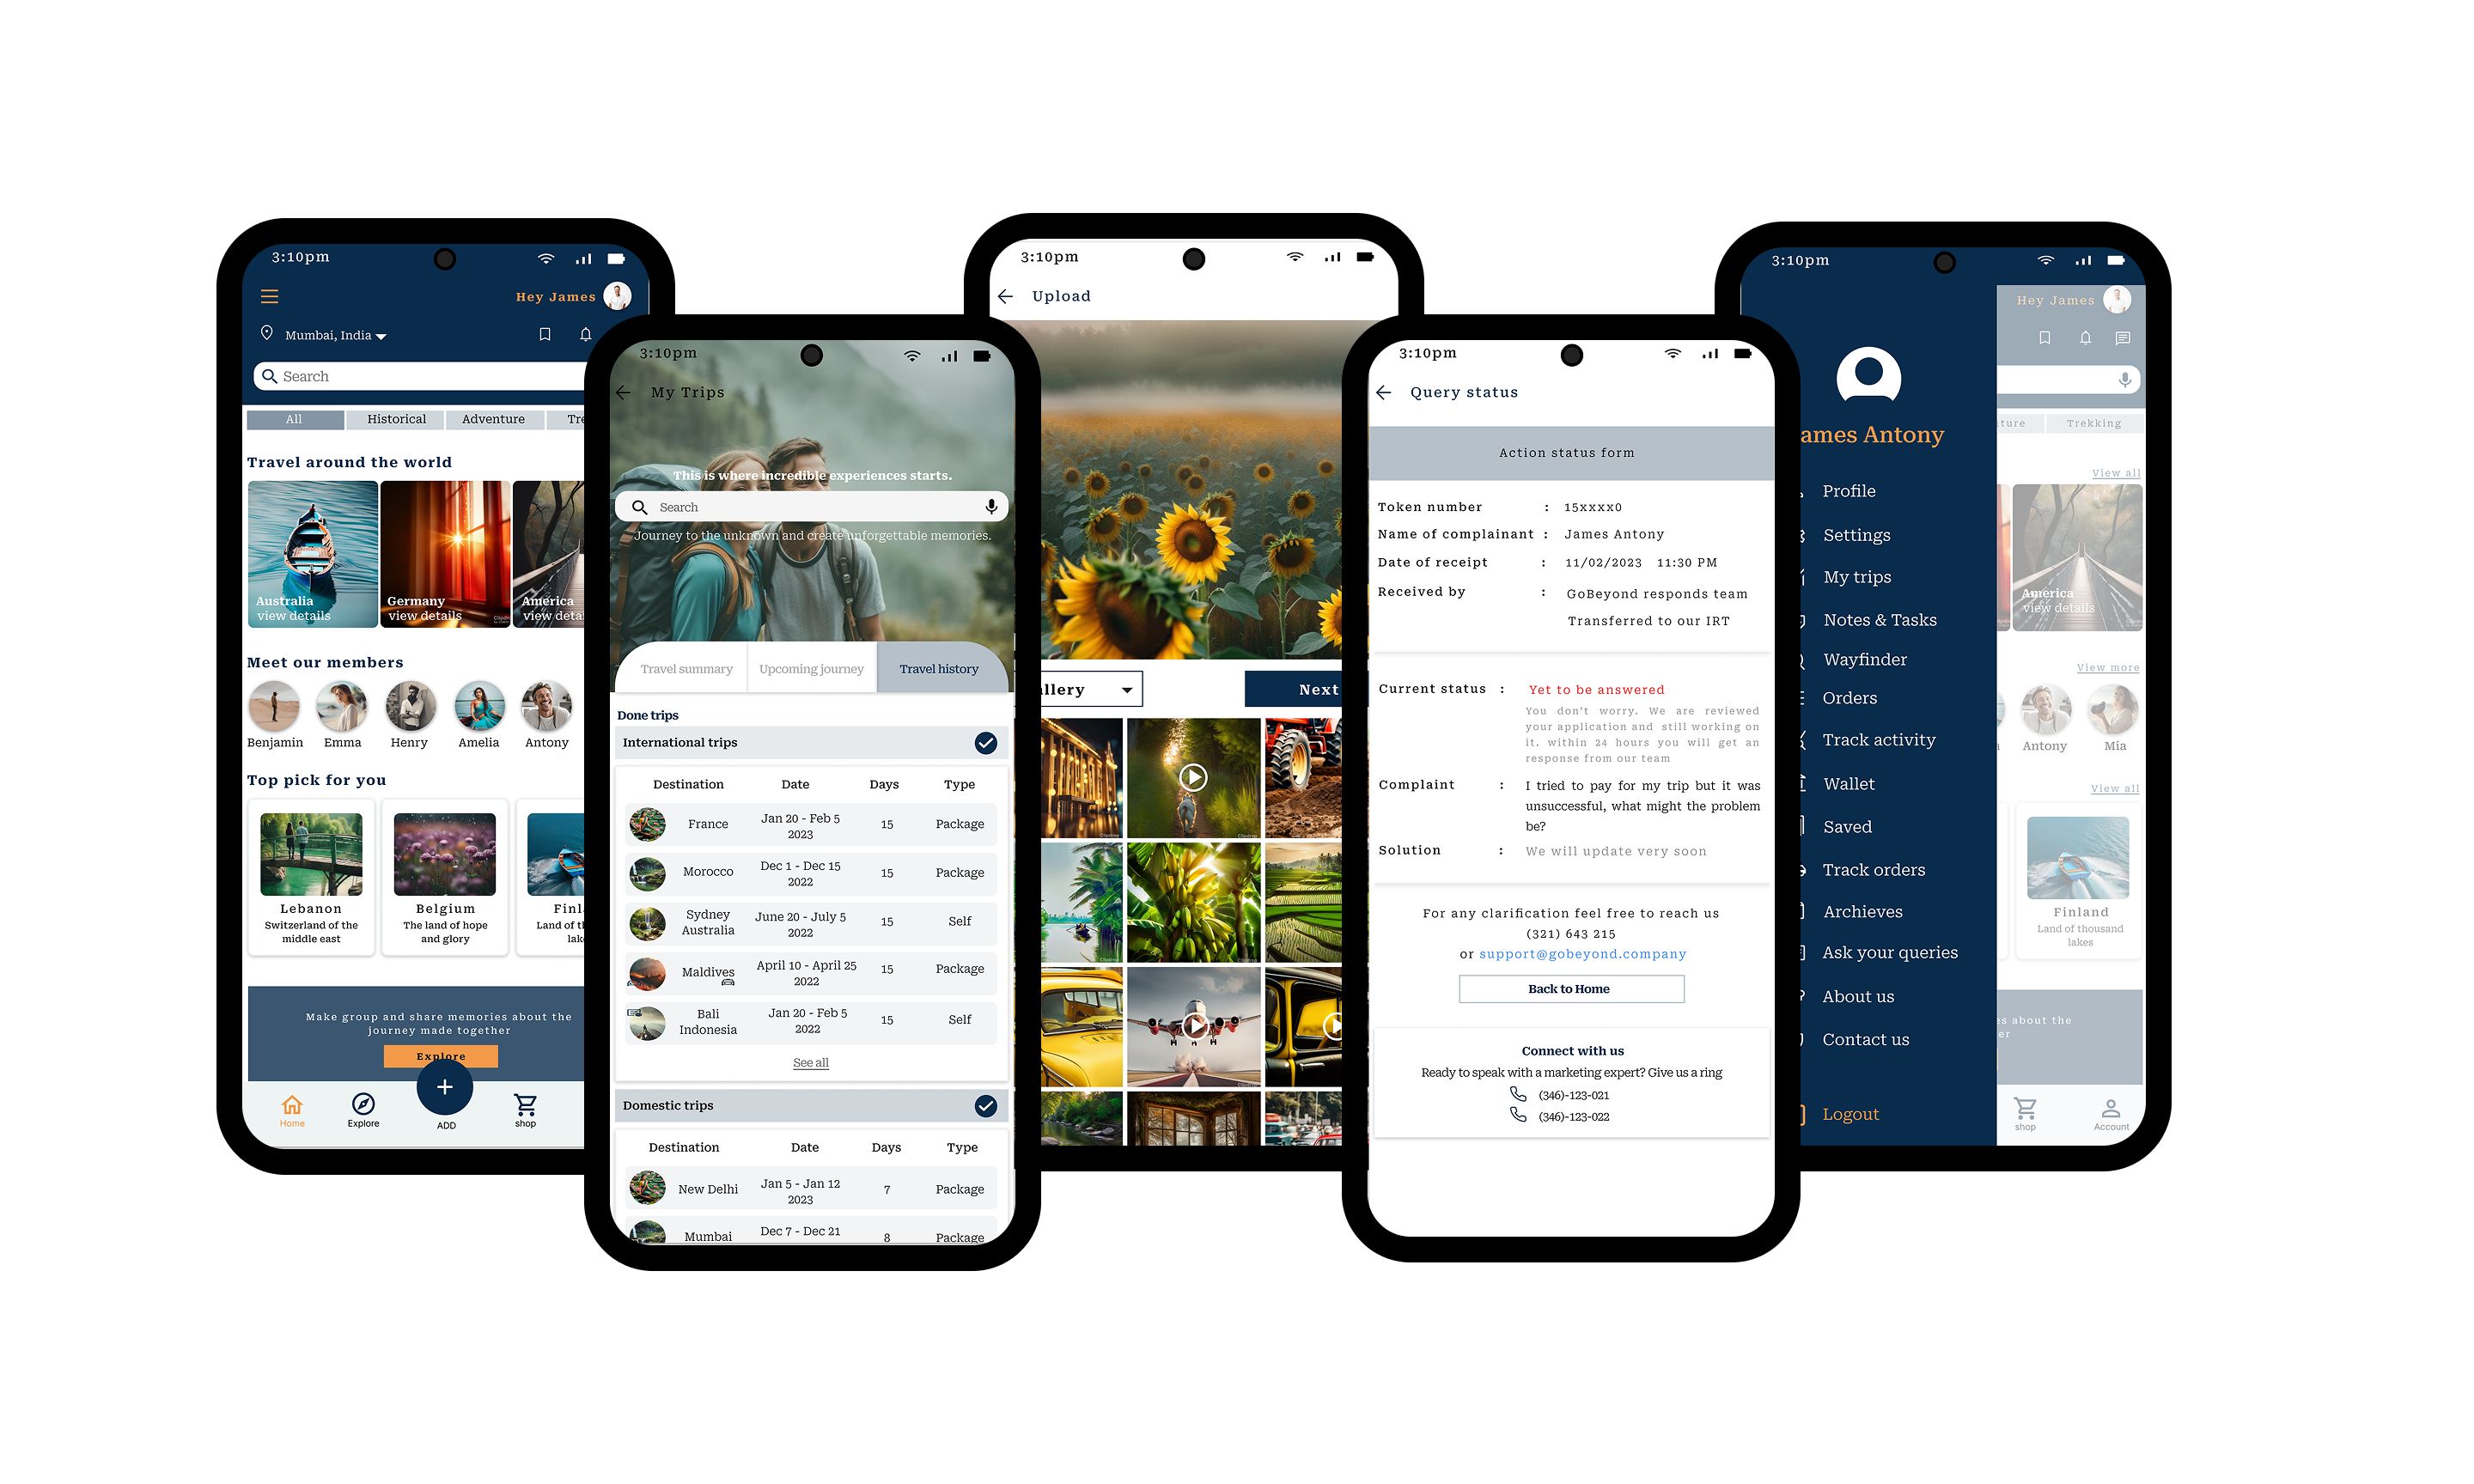 3:10pm
Hey James
Mumbai, India
Search
All Historical Adventure
Travel around the world
Australia
view details
Germany
view details
America
view
Meet our members
Benjamin Emma Henry Amelia Antony
Top pick for you
Lebanon
Switzerland of the
middle east
Belgium
The land of hope
and glory
Land of
Make group and share memories about the
journey made together
Explore
Home Explore ADD shop
3:10pm
My Trips
This is where incredible experiences starts.
Search
Journey to the unknown and create unforgettable memories.
Travel summary Upcoming journey Travel history
Done trips
International trips
Destination Date Days Type
France Jan 20 - Feb 5 2023 15 Package
Morocco Dec 1 - Dec 15 2022 15 Package
Sydney Australia June 20 - July 5 2022 15 Self
Maldives April 10 - April 25 2022 15 Package
Bali Indonesia Jan 20 - Feb 5 2022 15 Self
See all
Domestic trips
Destination Date Days Type
New Delhi Jan 5 - Jan 12 2023 7 Package
Mumbai Dec 7 - Dec 21 8 Package
3:10pm
Upload
Next
3:10pm
Query status
Action status form
Token number : 15xxxx0
Name of complainant : James Antony
Date of receipt : 11/02/2023 11:30 PM
Received by : GoBeyond responds team
Transferred to our IRT
Current status : Yet to be answered
You don't worry. We are reviewed
your application and still working on
it. within 24 hours you will get an
response from our team
Complaint : I tried to pay for my trip but it was
unsuccessful, what might the problem
be?
Solution : We will update very soon
For any clarification feel free to reach us
(321) 643 215
or support@gobeyond.company
Back to Home
Connect with us
Ready to speak with a marketing expert? Give us a ring
(346)-123-021
(346)-123-022
3:10pm
ames Antony
Profile
Settings
My trips
Notes & Tasks
Wayfinder
Orders
Track activity
Wallet
Saved
Track orders
Archieves
Ask your queries
About us
Contact us
Logout
Hey James
Trekking
View all
America
view details
View more
Antony Mia
View all
Finland
Land of thousand
lakes
about the
shop Account